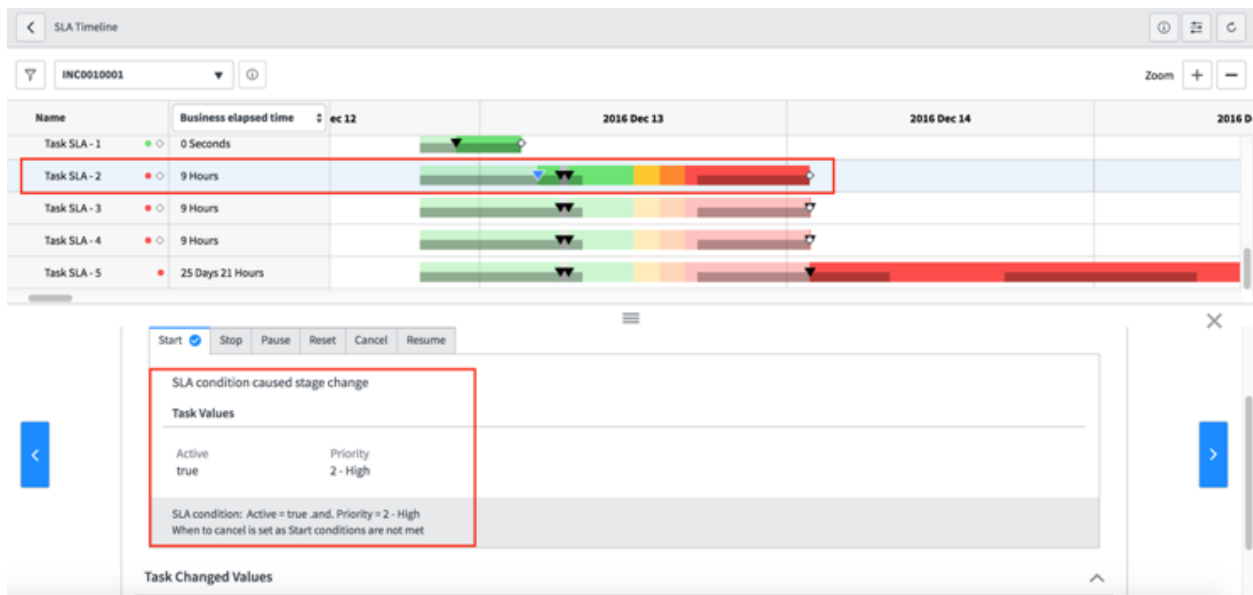 SLA Timeline
INC0010001
Zoom
Name Business elapsed time ec 12 2016 Dec 13 2016 Dec 14 2016 D
Task SLA - 1 0 Seconds
Task SLA - 2 9 Hours
Task SLA - 3 9 Hours
Task SLA - 4 9 Hours
Task SLA - 5 25 Days 21 Hours
Start Stop Pause Reset Cancel Resume
SLA condition caused stage change
Task Values
Active Priority
true 2 - High
SLA condition: Active = true .and. Priority = 2 - High
When to cancel is set as Start conditions are not met
Task Changed Values